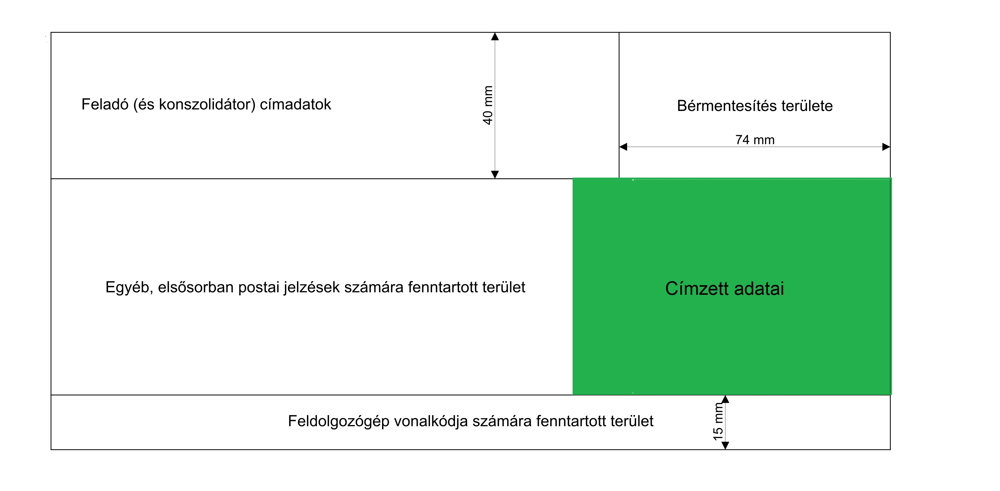 Feladó (és konszolidátor) címadatok
40 mm
Bérmentesítés területe
74 mm
Egyéb, elsősorban postai jelzések számára fenntartott terület
Címzett adatai
Feldolgozógép vonalkódja számára fenntartott terület
15 mm